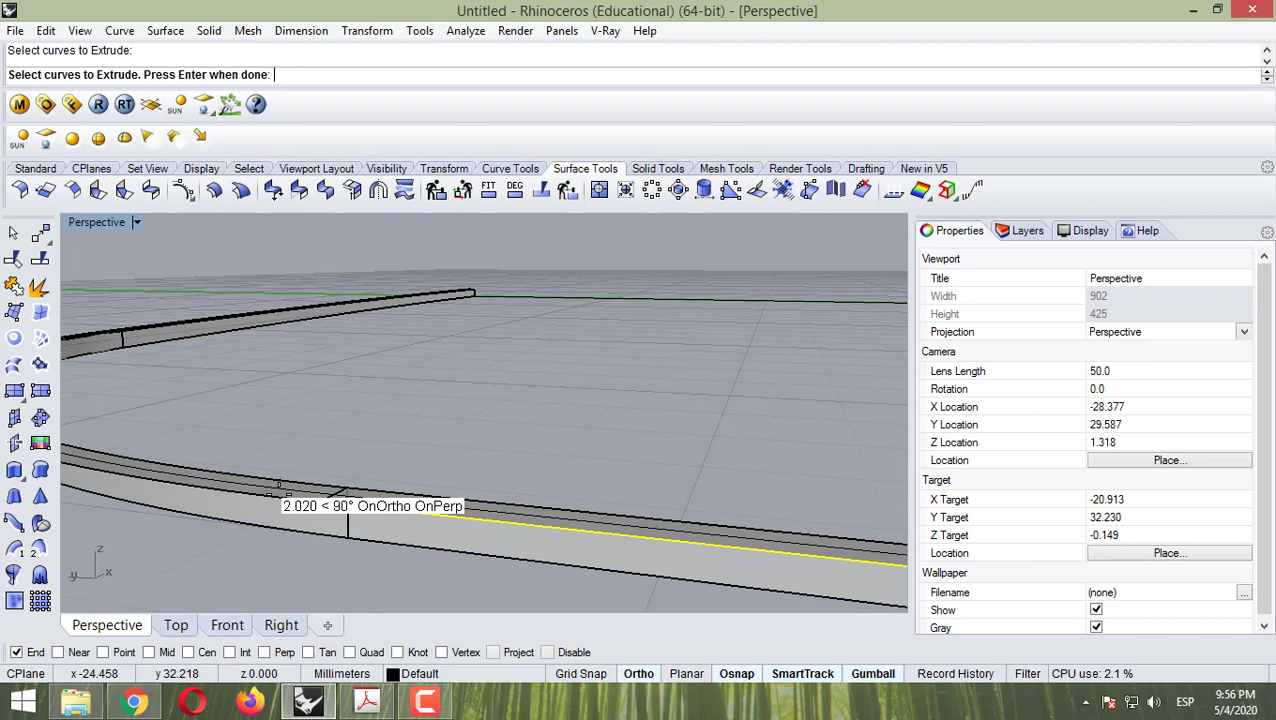 Untitled - Rhinoceros (Educational) (64-bit) - [Perspective]
File Edit View Curve Surface Solid Mesh Dimension Transform Tools Analyze Render Panels V-Ray Help
Select curves to Extrude:
Select curves to Extrude. Press Enter when done:
M O F R RT SUN ?
SUN
Standard CPlanes Set View Display Select Viewport Layout Visibility Transform Curve Tools Surface Tools Solid Tools Mesh Tools Render Tools Drafting New in V5
FIT DEG
Perspective
Properties Layers Display Help
Viewport
Title Perspective
Width 902
Height 425
Projection Perspective
Camera
Lens Length 50.0
Rotation 0.0
X Location -28.377
Y Location 29.587
Z Location 1.318
Location Place...
Target
X Target -20.913
Y Target 32.230
Z Target -0.149
Location Place...
Wallpaper
Filename (none) ...
Show
Gray
2.020 < 90° OnOrtho OnPerp
z
y x
Perspective Top Front Right
End Near Point Mid Cen Int Perp Tan Quad Knot Vertex Project Disable
CPlane x -24.458 y 32.218 z 0.000 Millimeters Default Grid Snap Ortho Planar Osnap SmartTrack Gumball Record History Filter CPU use: 2.1 %
ESP
9:56 PM
5/4/2020